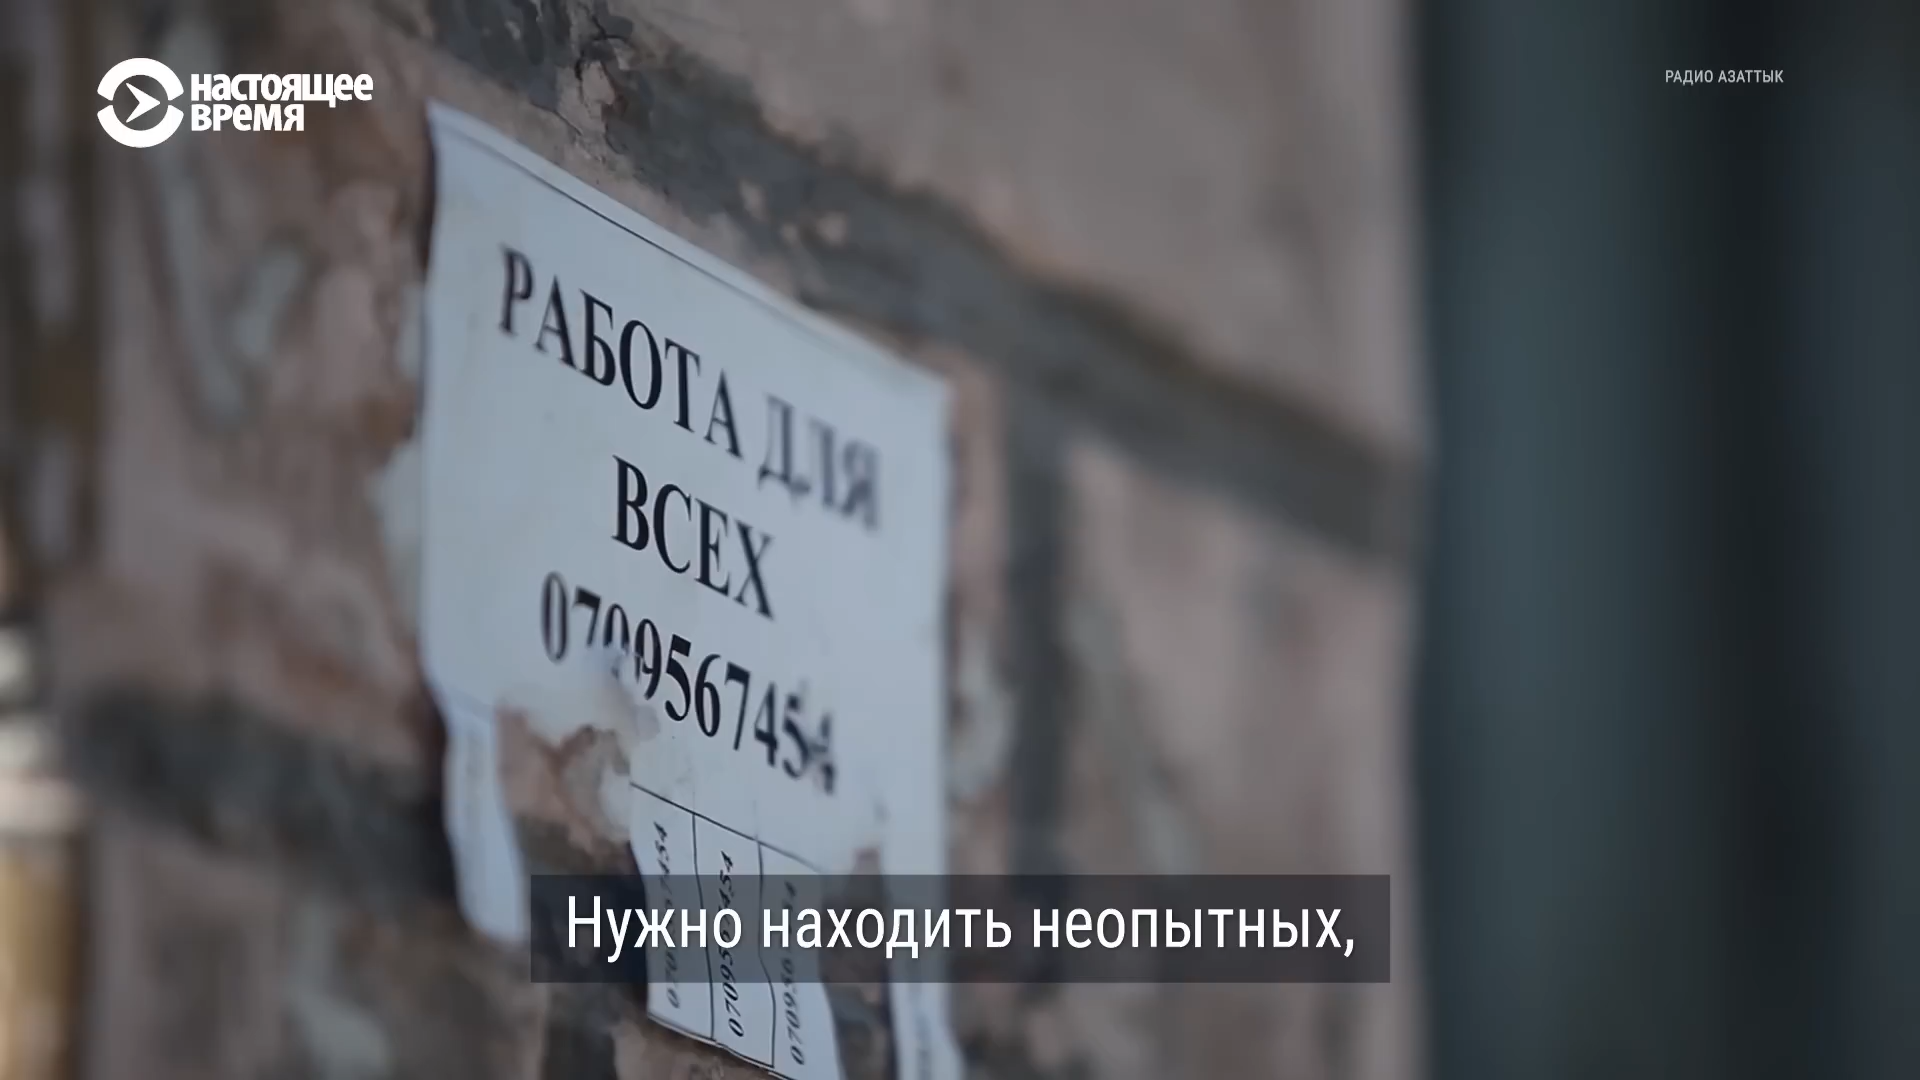 НАСТОЯЩЕЕ
ВРЕМЯ
РАДИО АЗАТТЫК
РАБОТА ДЛЯ
ВСЕХ
0709567454
Нужно находить неопытных,